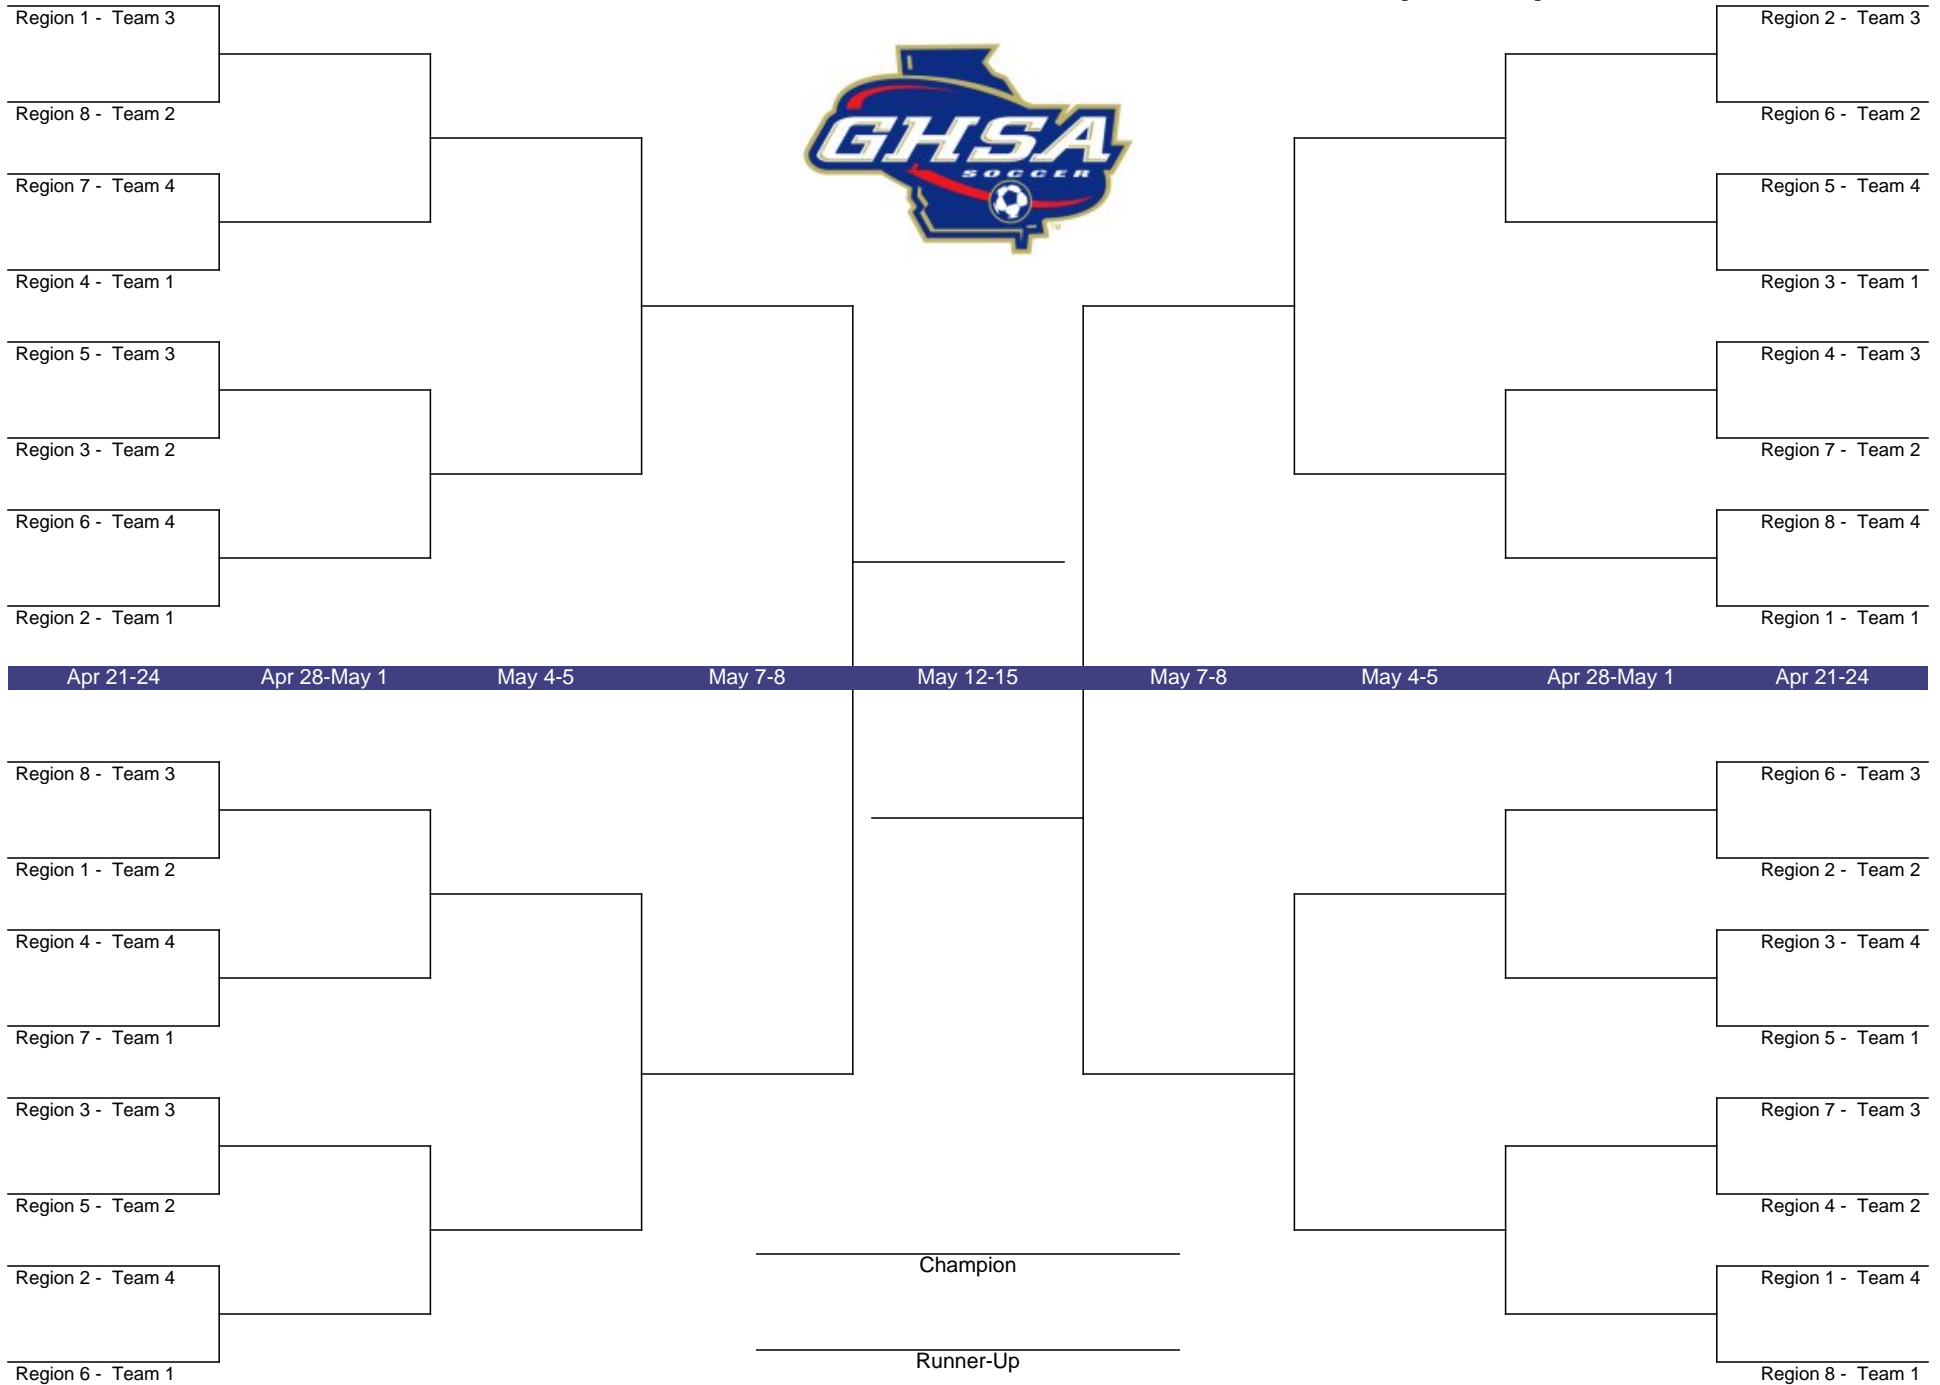 Region 1 - Team 3
Region 8 - Team 2
Region 7 - Team 4
Region 4 - Team 1
Region 5 - Team 3
Region 3 - Team 2
Region 6 - Team 4
Region 2 - Team 1
GHSA
SOCCER
TM
Region 2 - Team 3
Region 6 - Team 2
Region 5 - Team 4
Region 3 - Team 1
Region 4 - Team 3
Region 7 - Team 2
Region 8 - Team 4
Region 1 - Team 1
Apr 21-24 Apr 28-May 1 May 4-5 May 7-8 May 12-15 May 7-8 May 4-5 Apr 28-May 1 Apr 21-24
Region 8 - Team 3
Region 1 - Team 2
Region 4 - Team 4
Region 7 - Team 1
Region 3 - Team 3
Region 5 - Team 2
Region 2 - Team 4
Region 6 - Team 1
Champion
Runner-Up
Region 6 - Team 3
Region 2 - Team 2
Region 3 - Team 4
Region 5 - Team 1
Region 7 - Team 3
Region 4 - Team 2
Region 1 - Team 4
Region 8 - Team 1